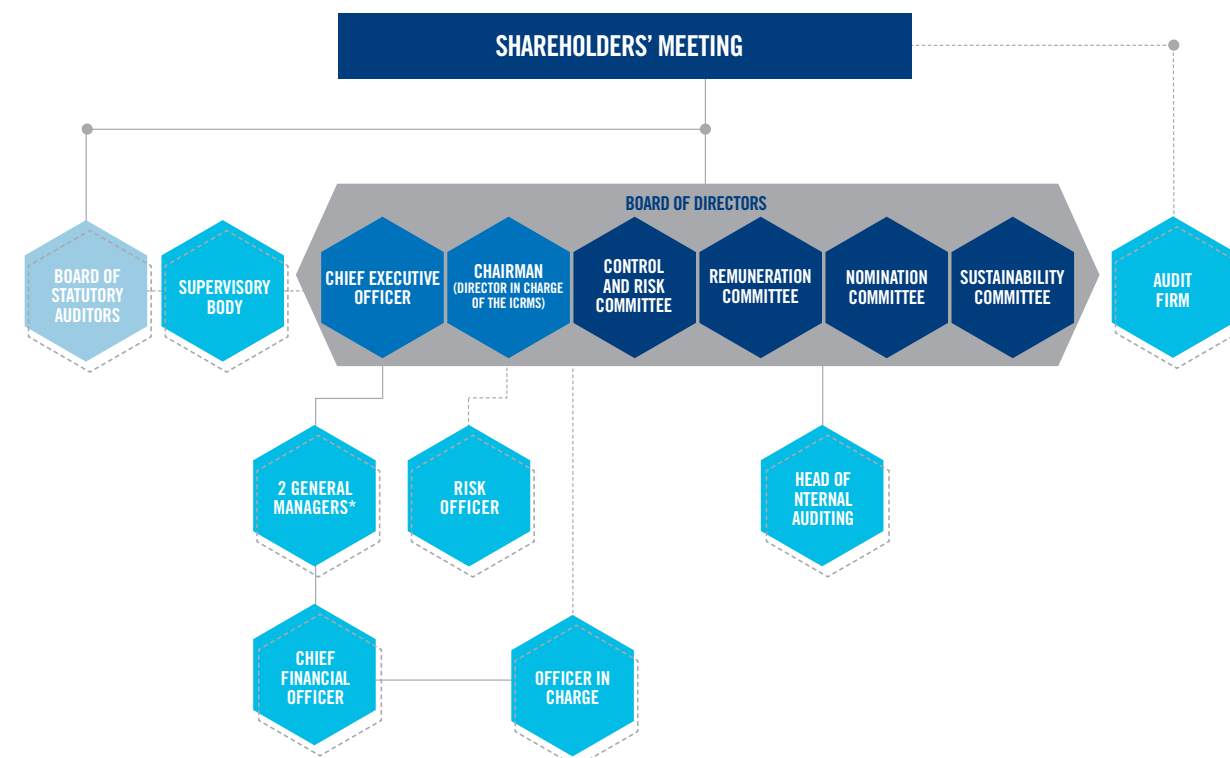 SHAREHOLDERS' MEETING
BOARD OF DIRECTORS
BOARD OF
STATUTORY
AUDITORS
SUPERVISORY
BODY
CHIEF EXECUTIVE
OFFICER
CHAIRMAN
(DIRECTOR IN CHARGE
OF THE ICRMS)
CONTROL
AND RISK
COMMITTEE
REMUNERATION
COMMITTEE
NOMINATION
COMMITTEE
SUSTAINABILITY
COMMITTEE
AUDIT
FIRM
2 GENERAL
MANAGERS*
RISK
OFFICER
HEAD OF
NTERNAL
AUDITING
CHIEF
FINANCIAL
OFFICER
OFFICER IN
CHARGE